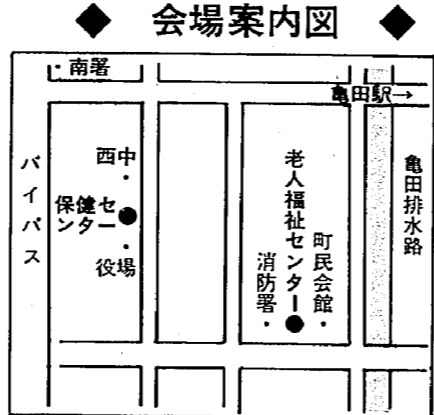 ◆ 会場案内図 ◆
・南署
亀田駅→
バイパス
西中・
保健センター●
・役場
老人福祉センター●
町民会館・
消防署・
亀田排水路